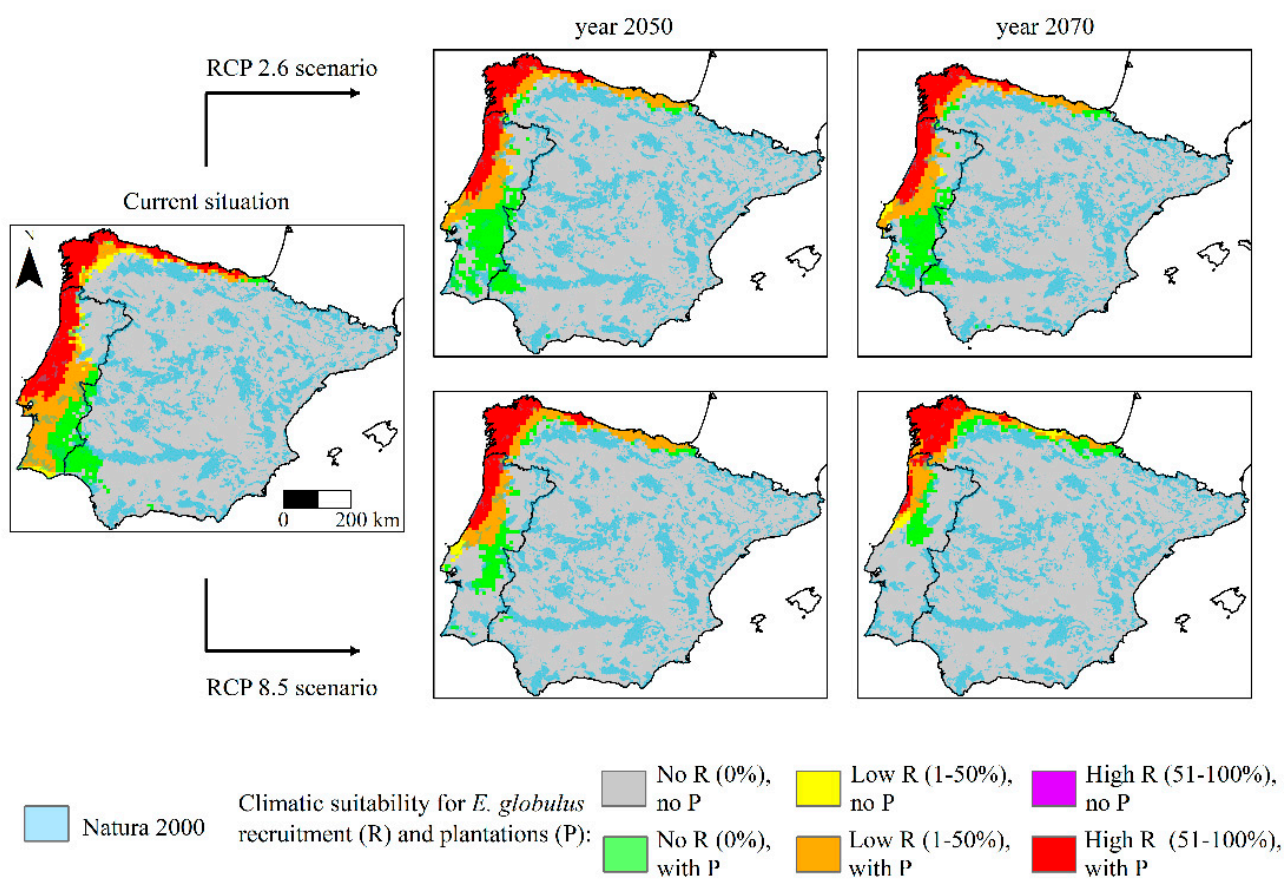 year 2050
year 2070
RCP 2.6 scenario
Current situation
0
200 km
RCP 8.5 scenario
Natura 2000
Climatic suitability for E. globulus
recruitment (R) and plantations (P):
No R (0%),
no P
Low R (1-50%),
no P
High R (51-100%),
no P
No R (0%),
with P
Low R (1-50%),
with P
High R (51-100%),
with P